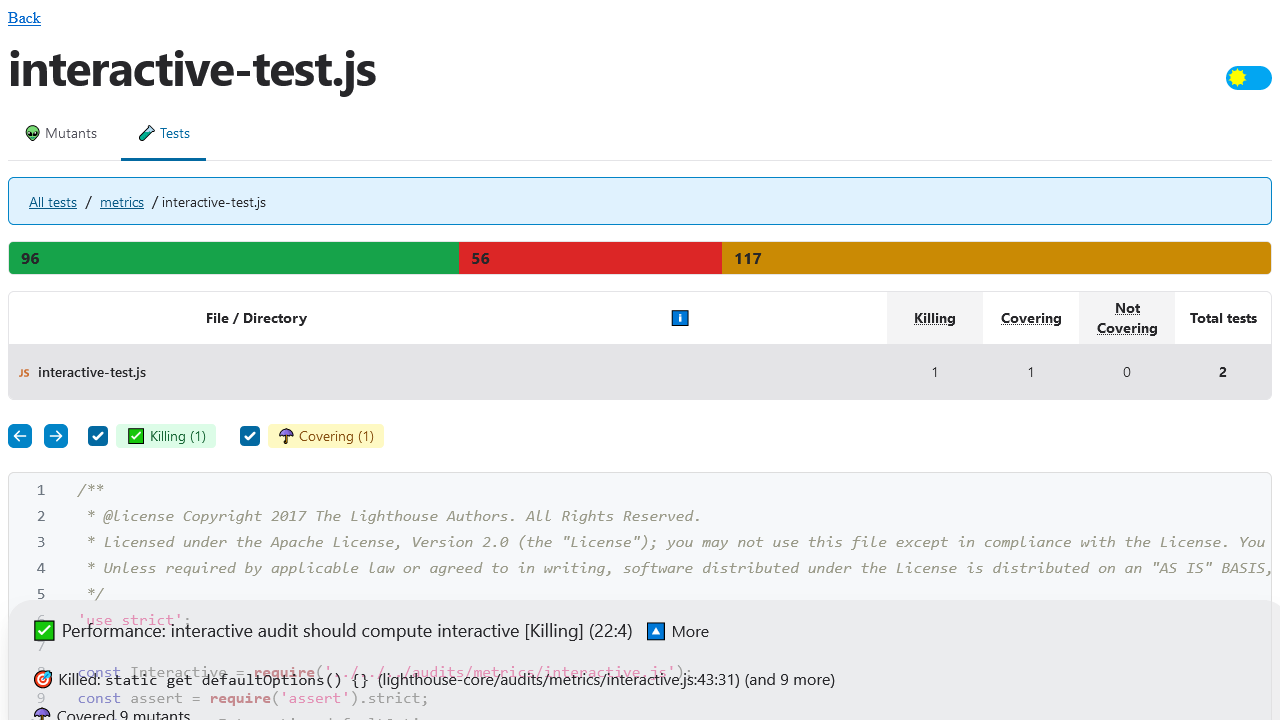 Back
interactive-test.js
👽 Mutants 🧪 Tests
All tests / metrics / interactive-test.js
96 56 117
File / Directory ℹ Killing Covering Not Covering Total tests
JS interactive-test.js 1 1 0 2
✅ Killing (1) ☂ Covering (1)
1 /**
2 * @license Copyright 2017 The Lighthouse Authors. All Rights Reserved.
3 * Licensed under the Apache License, Version 2.0 (the "License"); you may not use this file except in compliance with the License. You
4 * Unless required by applicable law or agreed to in writing, software distributed under the License is distributed on an "AS IS" BASIS,
5 */
6 'use strict';
✅ Performance: interactive audit should compute interactive [Killing] (22:4) 🔼 More
7
8 const Interactive = require('../../../audits/metrics/interactive.js');
🎯 Killed: static get defaultOptions() {} (lighthouse-core/audits/metrics/interactive.js:43:31) (and 9 more)
9 const assert = require('assert').strict;
☂ Covered 9 mutants